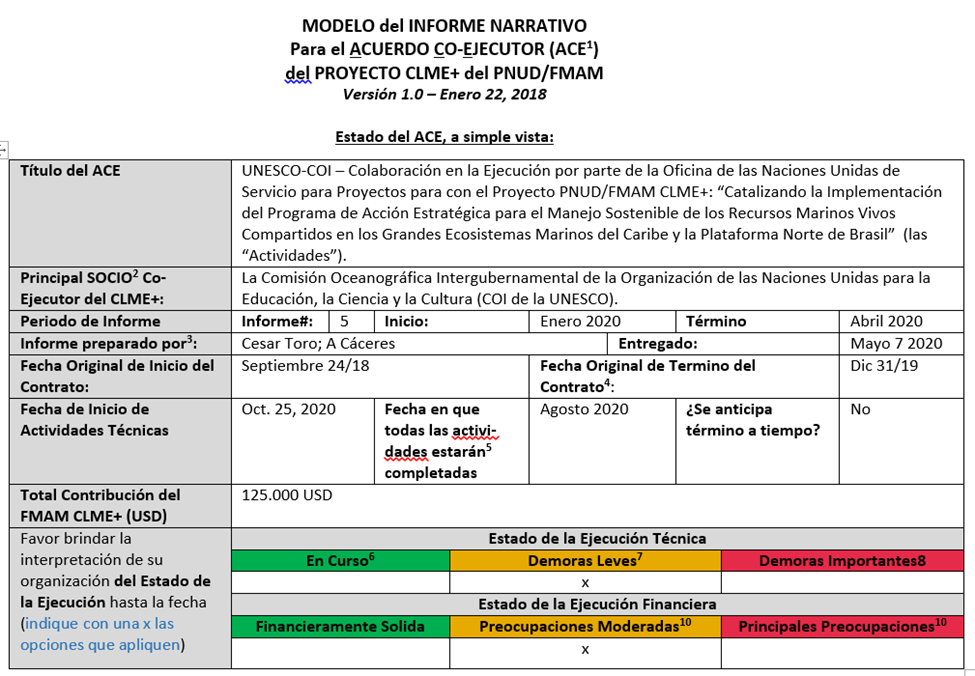 MODELO del INFORME NARRATIVO
Para el ACUERDO CO-EJECUTOR (ACE1)
del PROYECTO CLME+ del PNUD/FMAM
Versión 1.0 – Enero 22, 2018
Estado del ACE, a simple vista:
Título del ACE
UNESCO-COI – Colaboración en la Ejecución por parte de la Oficina de las Naciones Unidas de
Servicio para Proyectos para con el Proyecto PNUD/FMAM CLME+: “Catalizando la Implementación
del Programa de Acción Estratégica para el Manejo Sostenible de los Recursos Marinos Vivos
Compartidos en los Grandes Ecosistemas Marinos del Caribe y la Plataforma Norte de Brasil” (las
“Actividades”).
Principal SOCIO2 Co-
Ejecutor del CLME+:
La Comisión Oceanográfica Intergubernamental de la Organización de las Naciones Unidas para la
Educación, la Ciencia y la Cultura (COI de la UNESCO).
Periodo de Informe
Informe#:
5
Inicio:
Enero 2020
Término
Abril 2020
Informe preparado por3:
Cesar Toro; A Cáceres
Entregado:
Mayo 7 2020
Fecha Original de Inicio del
Contrato:
Septiembre 24/18
Fecha Original de Termino del
Contrato4:
Dic 31/19
Fecha de Inicio de
Actividades Técnicas
Oct. 25, 2020
Fecha en que
todas las activi-
dades estarán5
completadas
Agosto 2020
¿Se anticipa
término a tiempo?
No
Total Contribución del
FMAM CLME+ (USD)
125.000 USD
Favor brindar la
interpretación de su
organización del Estado de
la Ejecución hasta la fecha
(indique con una x las
opciones que apliquen)
Estado de la Ejecución Técnica
En Curso6
Demoras Leves7
Demoras Importantes8
x
Estado de la Ejecución Financiera
Financieramente Solida
Preocupaciones Moderadas10
Principales Preocupaciones10
x